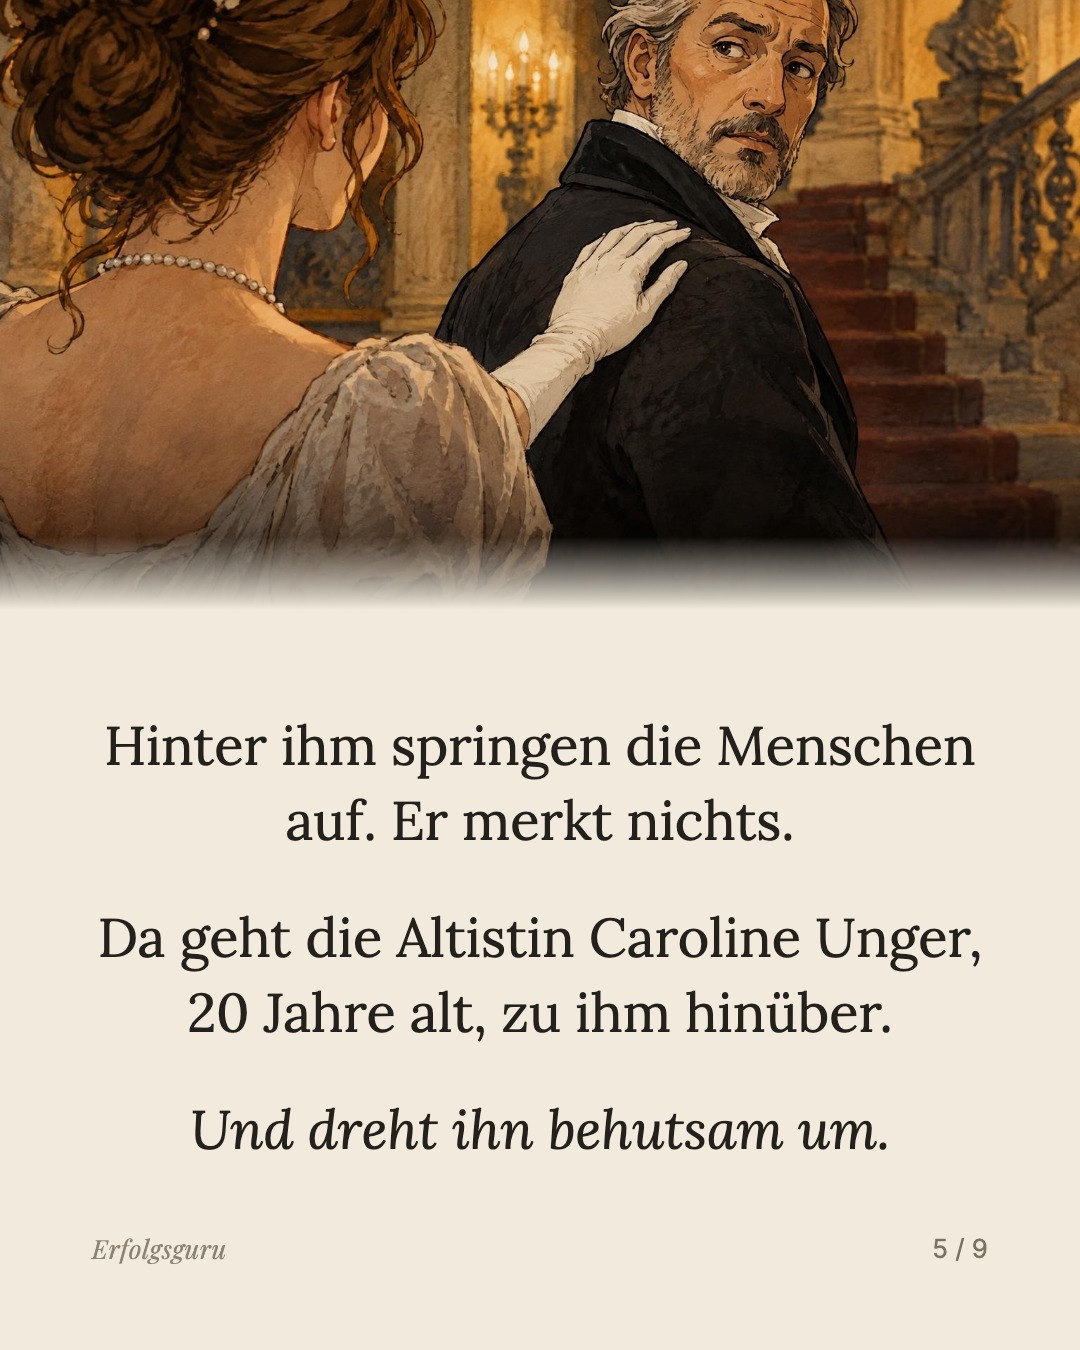 Hinter ihm springen die Menschen
auf. Er merkt nichts.
Da geht die Altistin Caroline Unger,
20 Jahre alt, zu ihm hinüber.
Und dreht ihn behutsam um.
Erfolgsguru
5 / 9